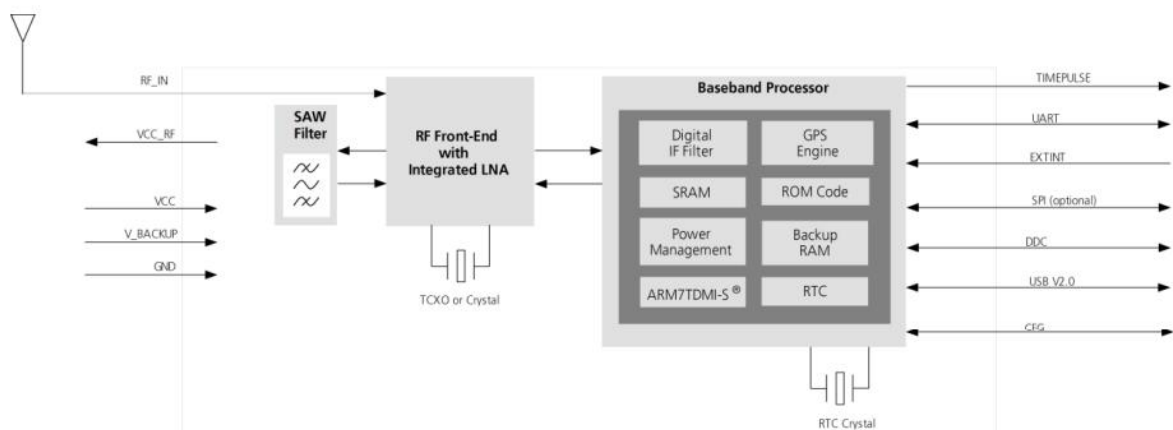 RF_IN
VCC_RF
VCC
V_BACKUP
GND
SAW
Filter
RF Front-End
with
Integrated LNA
TCXO or Crystal
Baseband Processor
Digital
IF Filter
GPS
Engine
SRAM
ROM Code
Power
Management
Backup
RAM
ARM7TDMI-S®
RTC
RTC Crystal
TIMEPULSE
UART
EXTINT
SPI (optional)
DDC
USB V2.0
CFG